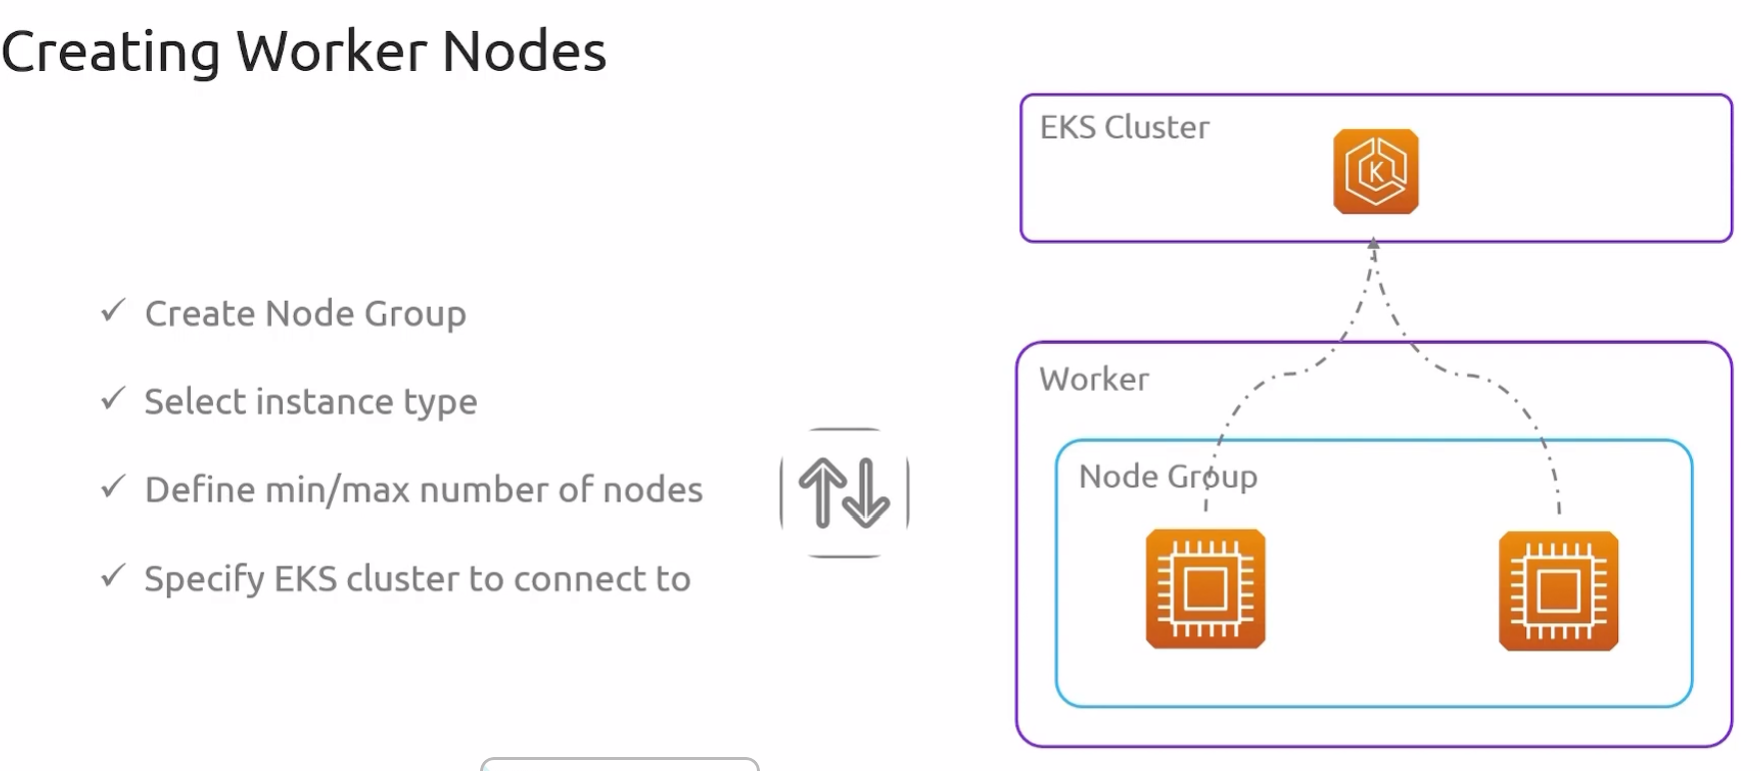 Creating Worker Nodes
EKS Cluster
K
✓ Create Node Group
✓ Select instance type
✓ Define min/max number of nodes
✓ Specify EKS cluster to connect to
Worker
Node Group